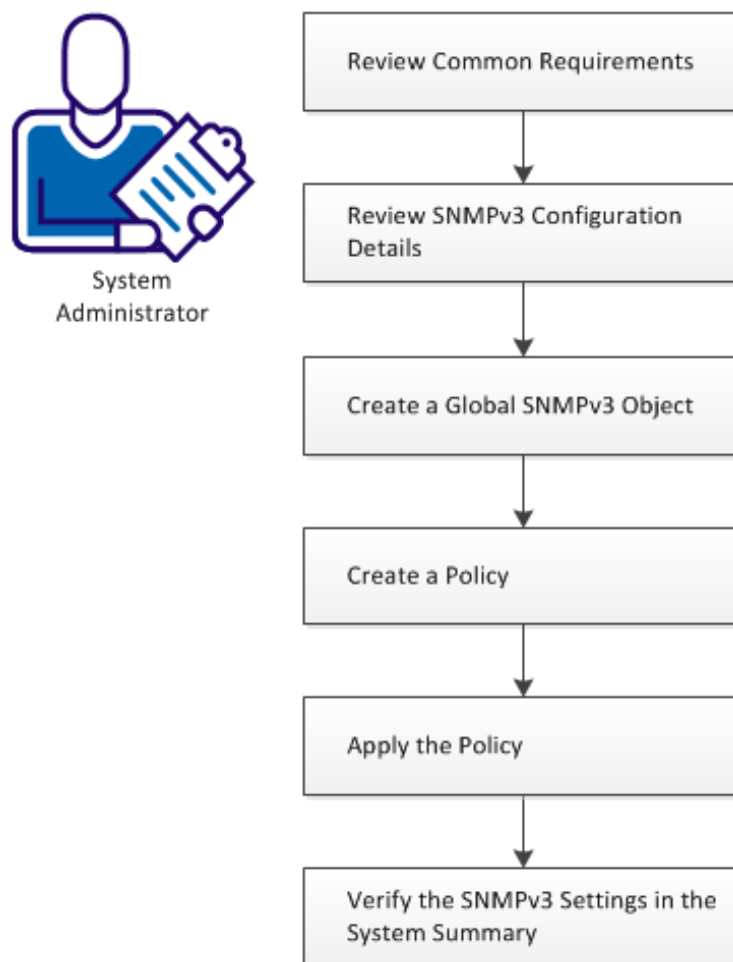 System
Administrator
Review Common Requirements
Review SNMPv3 Configuration
Details
Create a Global SNMPv3 Object
Create a Policy
Apply the Policy
Verify the SNMPv3 Settings in the
System Summary